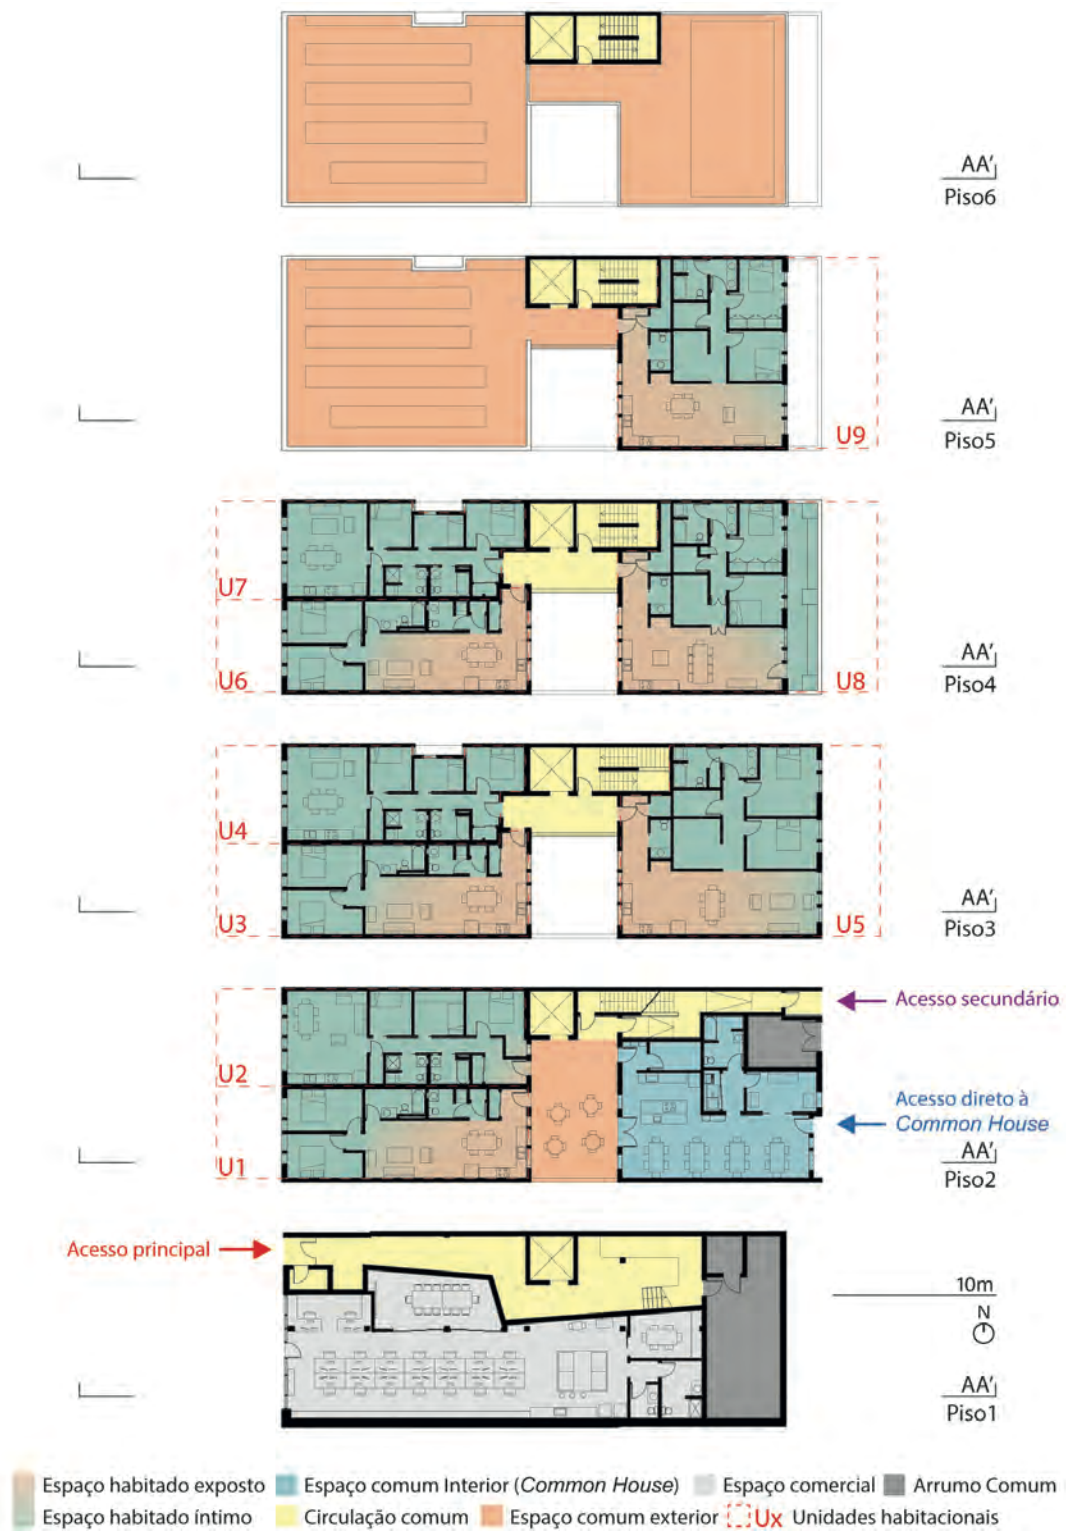 AA'
Piso6
AA'
U9
Piso5
U7
AA'
U6
U8
Piso4
U4
AA'
U3
U5
Piso3
Acesso secundário
U2
Acesso direto à
Common House
AA'
U1
Piso2
Acesso principal
10m
N
AA'
Piso1
Espaço habitado exposto
Espaço comum Interior (Common House)
Espaço comercial
Arrumo Comum
Espaço habitado íntimo
Circulação comum
Espaço comum exterior
Ux Unidades habitacionais